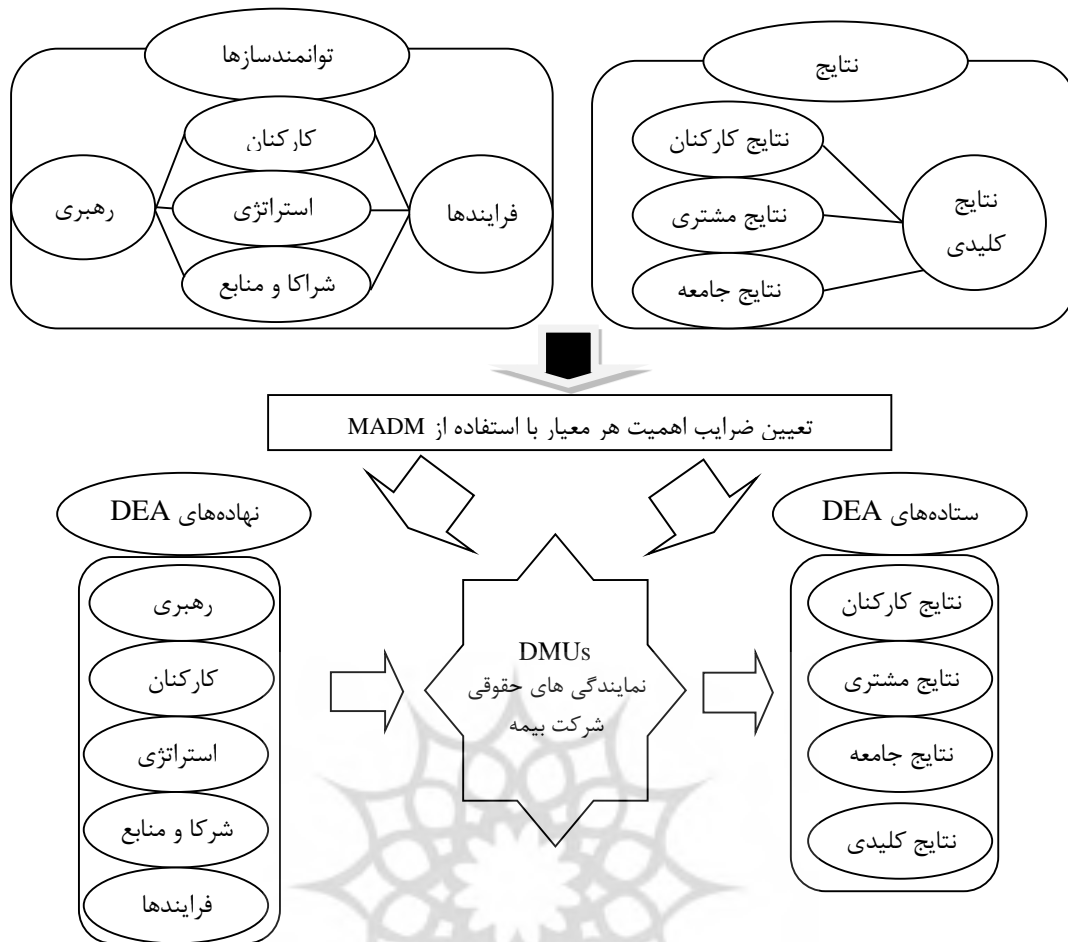 توانمندسازها
کارکنان
رهبری
استراتژی
فرایندها
شراکا و منابع
نتایج
نتایج کارکنان
نتایج مشتری
نتایج جامعه
نتایج
کلیدی
تعیین ضرایب اهمیت هر معیار با استفاده از MADM
نهاده‌های DEA
رهبری
کارکنان
استراتژی
شرکا و منابع
فرایندها
DMUs
نمایندگی های حقوقی
شرکت بیمه
ستاده‌های DEA
نتایج کارکنان
نتایج مشتری
نتایج جامعه
نتایج کلیدی